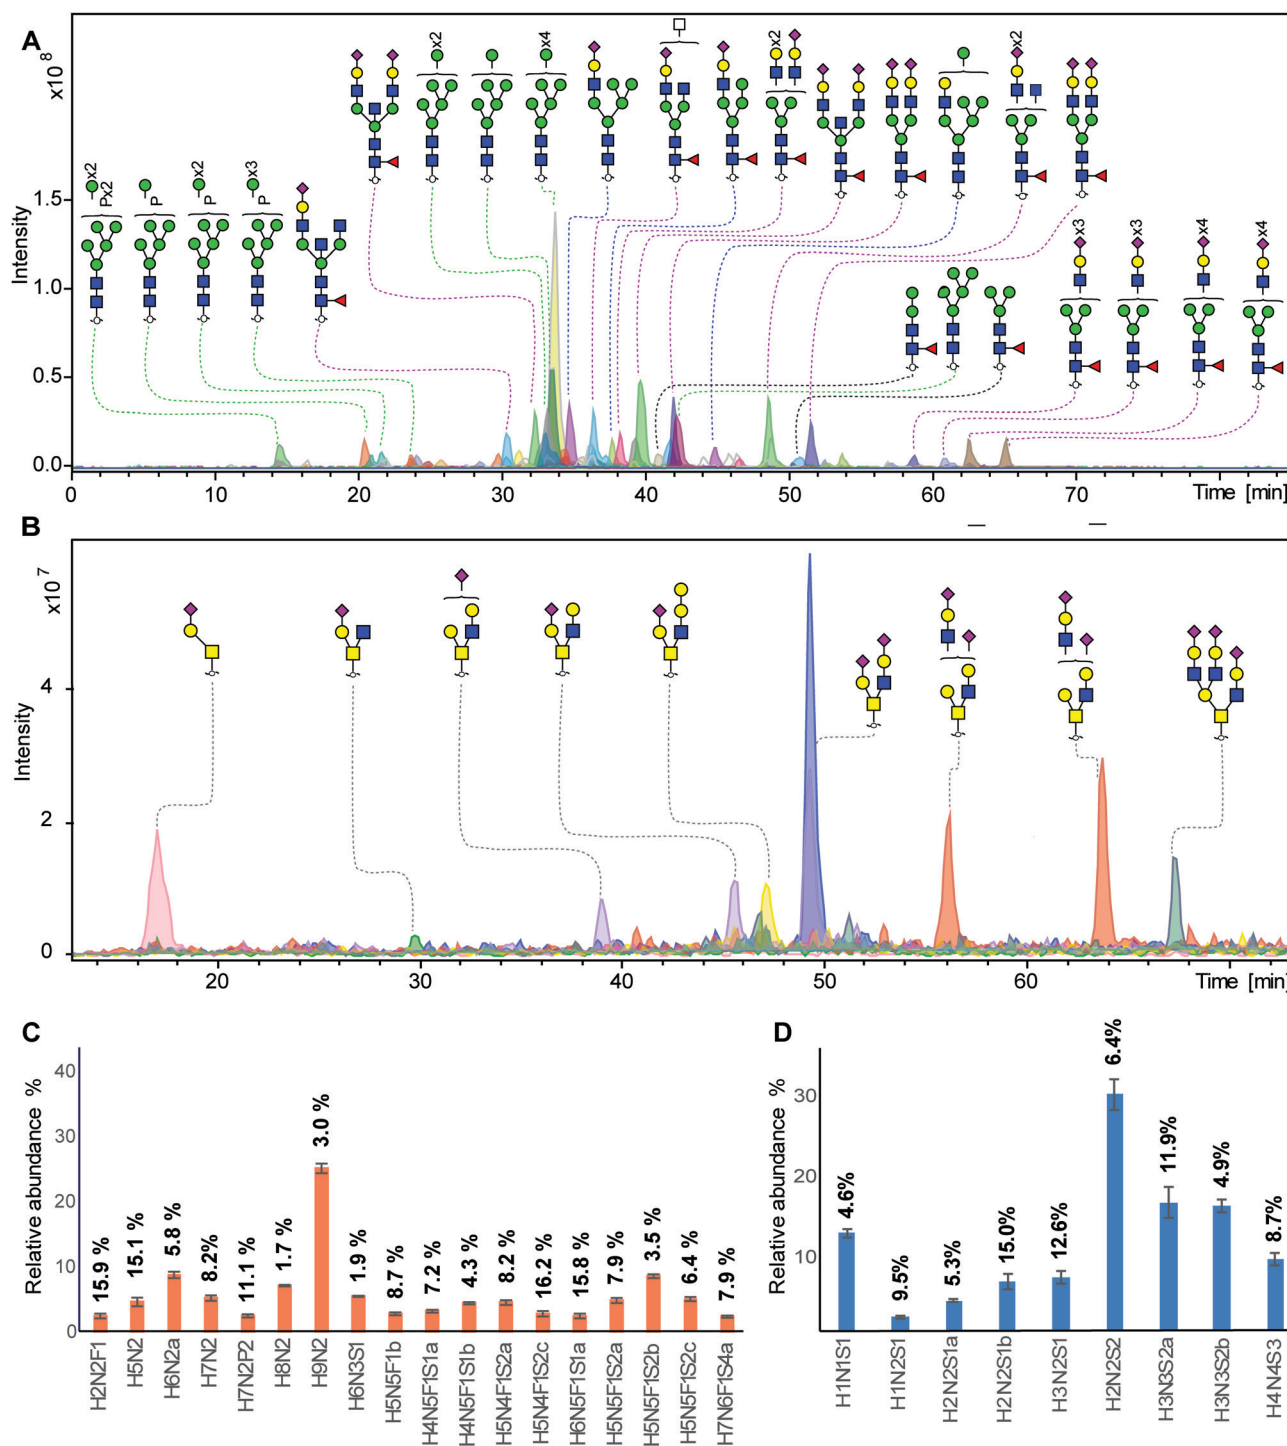 A
x10⁸
Intensity
1.5
1.0
0.5
0.0
x2
Px2
P
x2
P
x3
P
x2
x4
x2
x2
x3
x3
x4
x4
0 10 20 30 40 50 60 70 Time [min]
B
x10⁷
Intensity
4
2
0
20 30 40 50 60 Time [min]
C
Relative abundance %
40
30
20
10
0
15.9 %
15.1 %
5.8 %
8.2%
11.1 %
1.7 %
3.0 %
1.9 %
8.7 %
7.2 %
4.3 %
8.2 %
16.2 %
15.8 %
7.9 %
3.5 %
6.4 %
7.9 %
H2N2F1
H5N2
H6N2a
H7N2
H7N2P2
H8N2
H9N2
H6N3S1
H5N5F1b
H4N5F1S1a
H4N5F1S1b
H5N4F1S2a
H5N4F1S2c
H6N5F1S1a
H5N5F1S2a
H5N5F1S2b
H5N5F1S2c
H7N6F1S4a
D
Relative abundance %
30
20
10
4.6%
9.5%
5.3%
15.0%
12.6%
6.4%
11.9%
4.9%
8.7%
H1N1S1
H1N2S1
H2N2S1a
H2N2S1b
H3N2S1
H2N2S2
H3N3S2a
H3N3S2b
H4N4S3